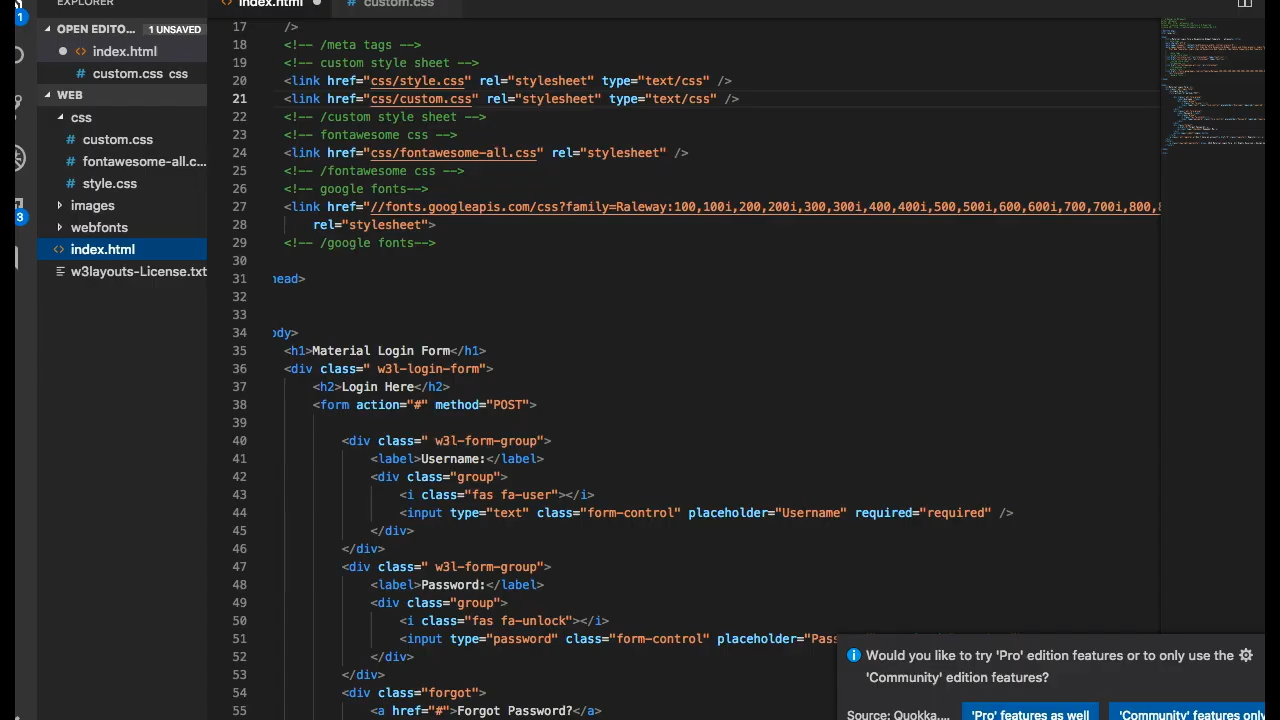 EXPLORER
OPEN EDITO... 1 UNSAVED
index.html
custom.css css
WEB
css
custom.css
fontawesome-all.c...
style.css
images
webfonts
index.html
w3layouts-License.txt
1
3
index.html
custom.css
17 />
18 <!-- /meta tags -->
19 <!-- custom style sheet -->
20 <link href="css/style.css" rel="stylesheet" type="text/css" />
21 <link href="css/custom.css" rel="stylesheet" type="text/css" />
22 <!-- /custom style sheet -->
23 <!-- fontawesome css -->
24 <link href="css/fontawesome-all.css" rel="stylesheet" />
25 <!-- /fontawesome css -->
26 <!-- google fonts-->
27 <link href="//fonts.googleapis.com/css?family=Raleway:100,100i,200,200i,300,300i,400,400i,500,500i,600,600i,700,700i,800,
28 rel="stylesheet">
29 <!-- /google fonts-->
30
31 head>
32
33
34 ody>
35 <h1>Material Login Form</h1>
36 <div class=" w3l-login-form">
37 <h2>Login Here</h2>
38 <form action="#" method="POST">
39
40 <div class=" w3l-form-group">
41 <label>Username:</label>
42 <div class="group">
43 <i class="fas fa-user"></i>
44 <input type="text" class="form-control" placeholder="Username" required="required" />
45 </div>
46 </div>
47 <div class=" w3l-form-group">
48 <label>Password:</label>
49 <div class="group">
50 <i class="fas fa-unlock"></i>
51 <input type="password" class="form-control" placeholder="Pass
52 </div>
53 </div>
54 <div class="forgot">
55 <a href="#">Forgot Password?</a>
Would you like to try 'Pro' edition features or to only use the
'Community' edition features?
Source: Quokka.... 'Pro' features as well 'Community' features only